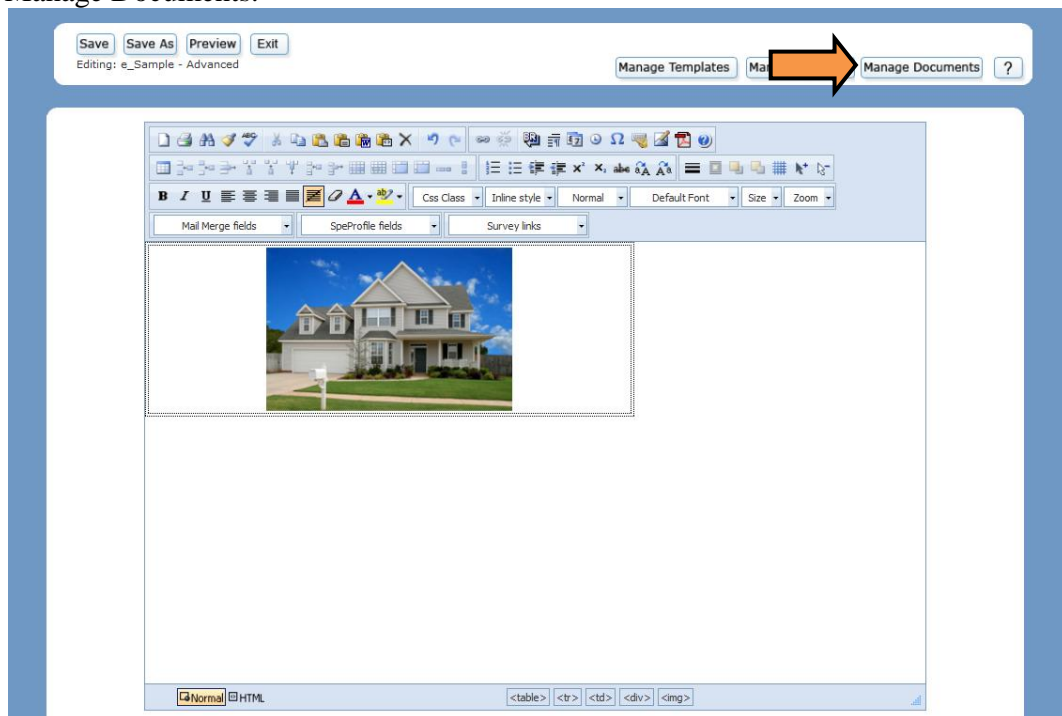 Manage Documents.
Save Save As Preview Exit
Editing: e_Sample - Advanced
Manage Templates Manage Documents ?
B I U Css Class Inline style Normal Default Font Size Zoom
Mail Merge fields SpeProfile fields Survey links
Normal HTML <table> <tr> <td> <div> <img>